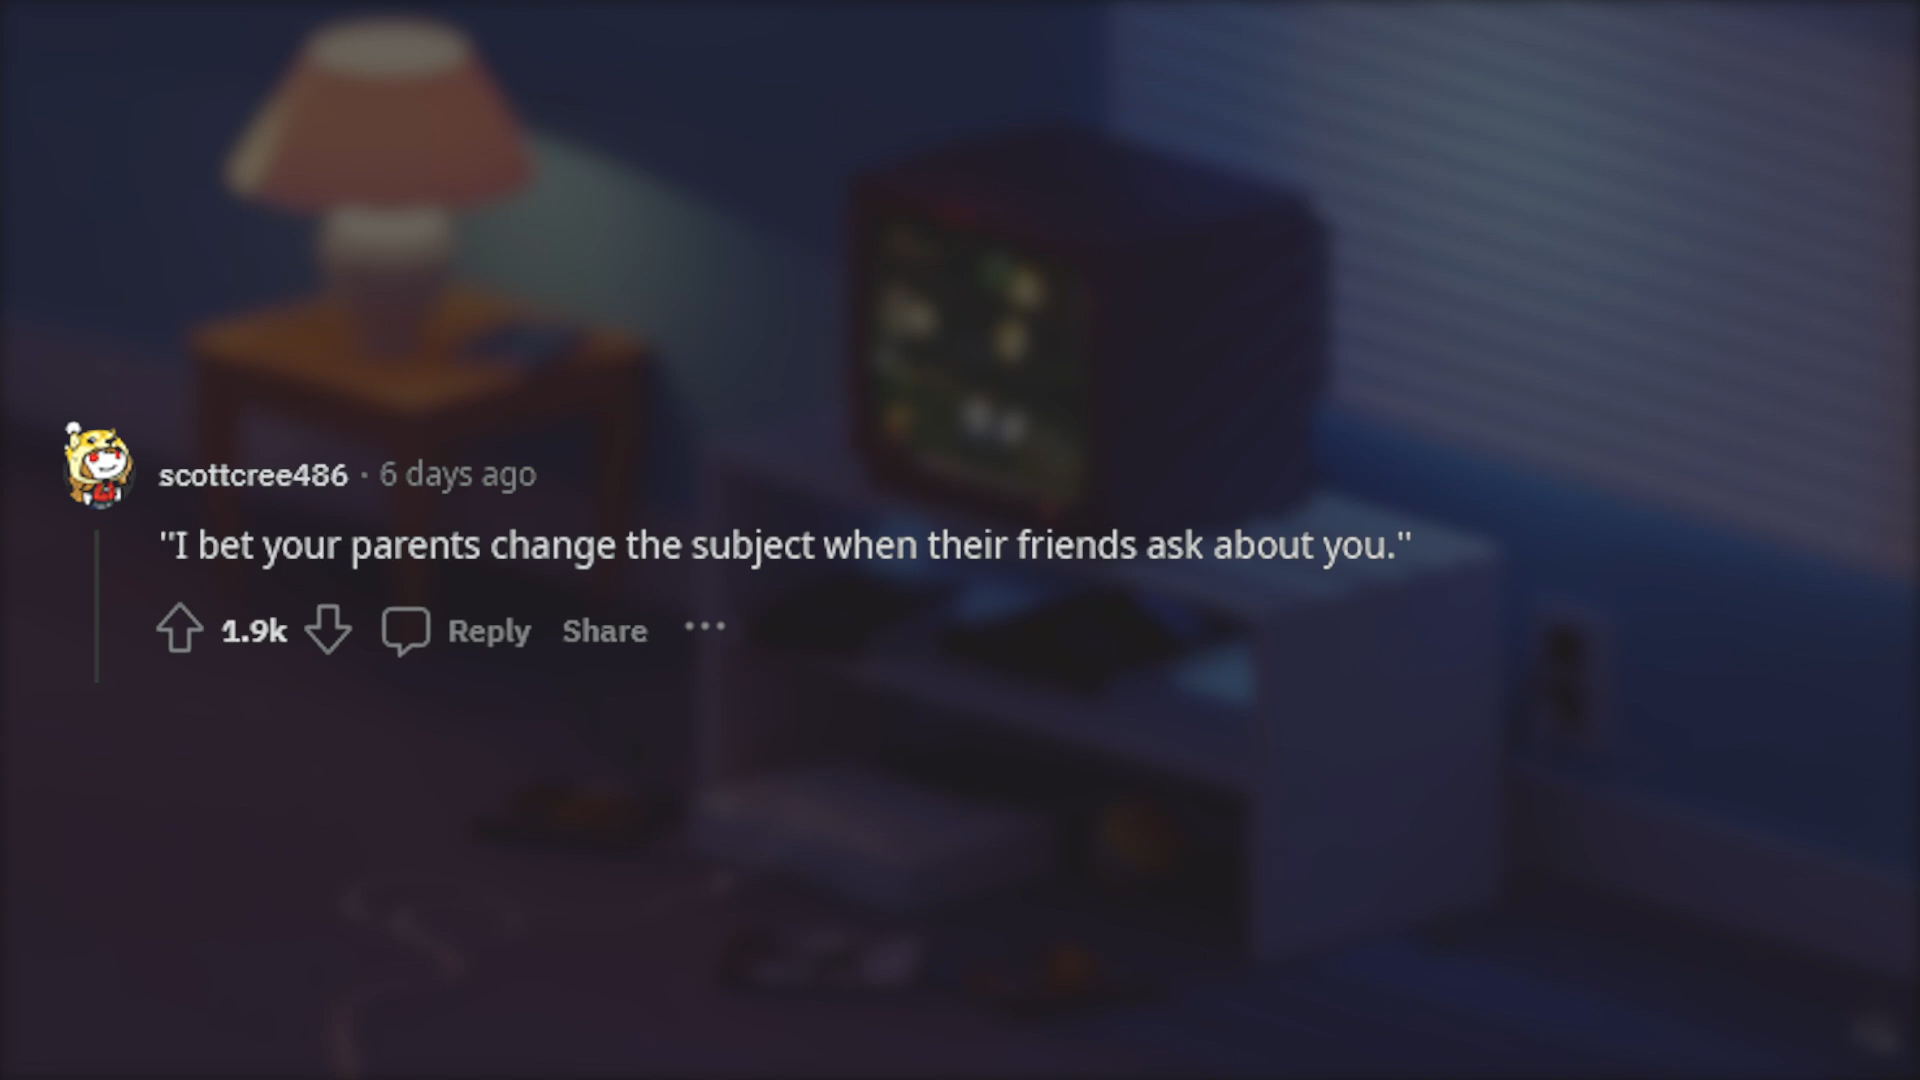 scottcree486 · 6 days ago
"I bet your parents change the subject when their friends ask about you."
1.9k Reply Share ...